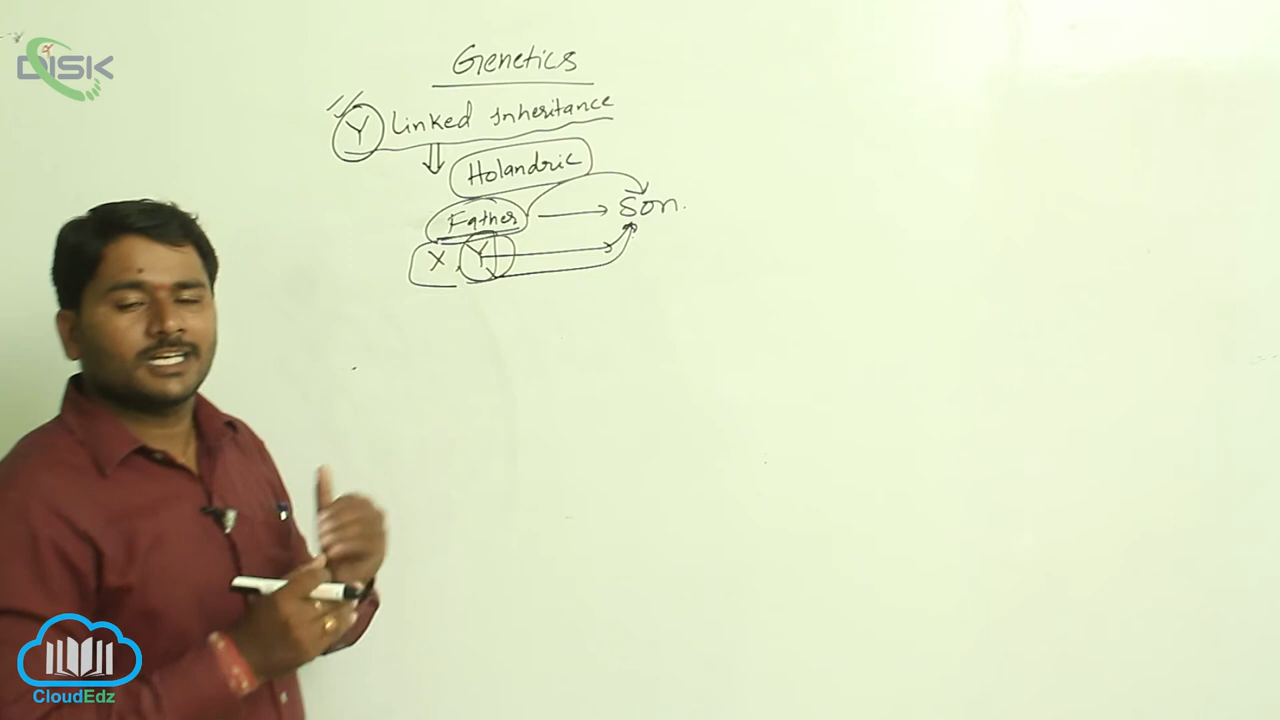 DISK
Genetics
Y Linked Inheritance
Holandric
Father → Son.
X, Y
CloudEdz